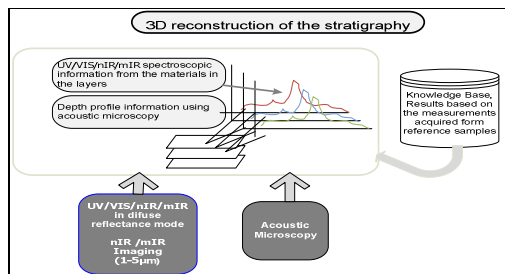 3D reconstruction of the stratigraphy
UV/VIS/nIR/mIR spectroscopic
information from the materials in
the layers
Depth profile information using
acoustic microscopy
Knowledge Base,
Results based on
the measurements
acquired form
reference samples
UV/VIS/nIR/mIR
in difuse
reflectance mode
nIR /mIR
Imaging
(1-5μm)
Acoustic
Microscopy